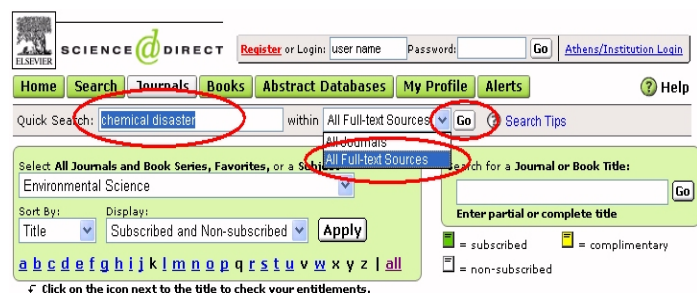 ELSEVIER SCIENCE @ DIRECT Register or Login: user name Password: Go Athens/Institution Login
Home Search Journals Books Abstract Databases My Profile Alerts ? Help
Quick Search: chemical disaster within All Full-text Sources Go ? Search Tips
All Journals
All Full-text Sources
Select All Journals and Book Series, Favorites, or a
Search for a Journal or Book Title:
Environmental Science
Go
Sort By: Display:
Enter partial or complete title
Title Subscribed and Non-subscribed Apply
= subscribed = complimentary
a b c d e f g h i j k l m n o p q r s t u v w x y z | all
= non-subscribed
Click on the icon next to the title to check your entitlements.